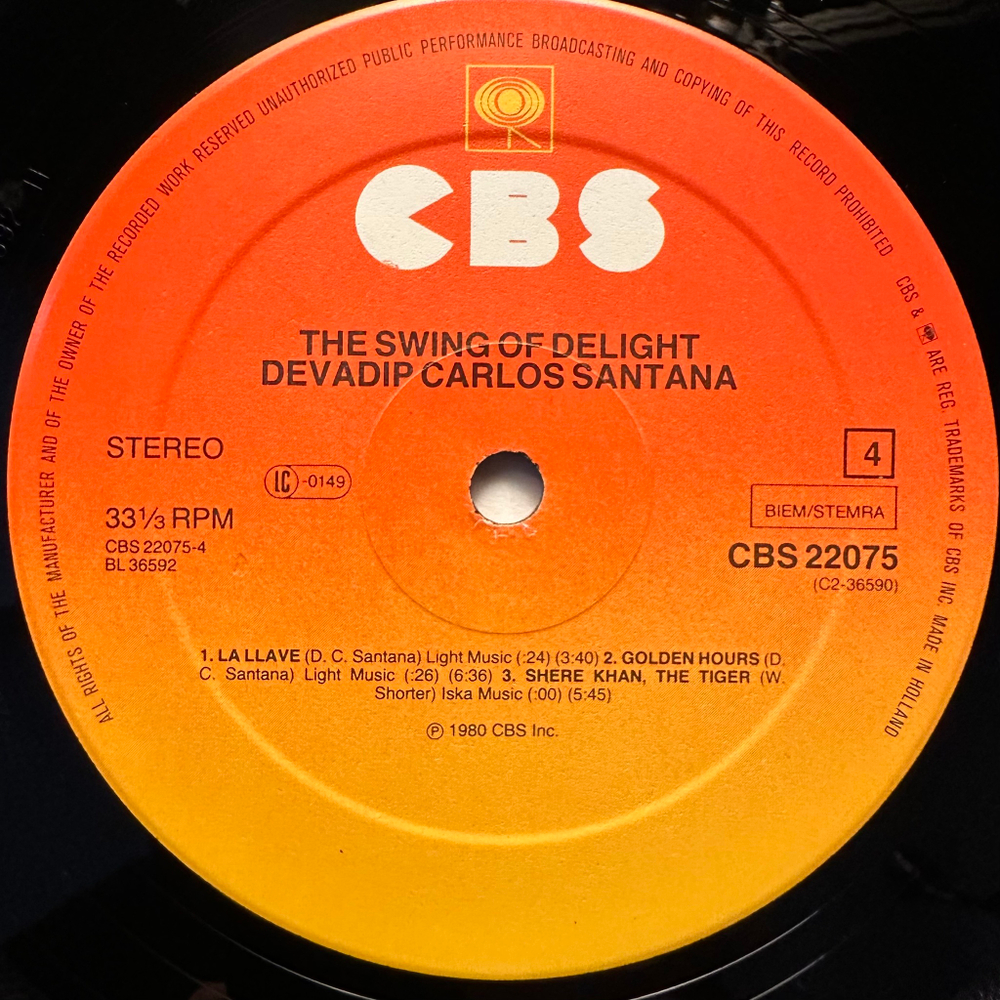 ALL RIGHTS OF THE MANUFACTURER AND OF THE OWNER OF THE RECORDED WORK RESERVED UNAUTHORIZED PUBLIC PERFORMANCE BROADCASTING AND COPYING OF THIS RECORD PROHIBITED CBS & ARE REG. TRADEMARKS OF CBS INC. MADE IN HOLLAND
CBS
THE SWING OF DELIGHT
DEVADIP CARLOS SANTANA
STEREO
LC-0149
33⅓ RPM
CBS 22075-4
BL 36592
4
BIEM/STEMRA
CBS 22075
(C2-36590)
1. LA LLAVE (D. C. Santana) Light Music (:24) (3:40) 2. GOLDEN HOURS (D.
C. Santana) Light Music (:26) (6:36) 3. SHERE KHAN, THE TIGER (W.
Shorter) Iska Music (:00) (5:45)
℗ 1980 CBS Inc.